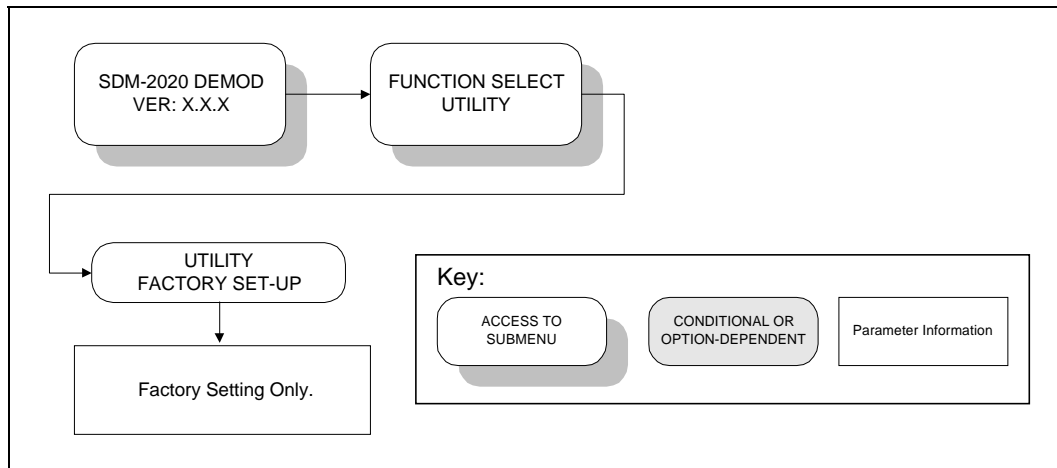 SDM-2020 DEMOD
VER: X.X.X
FUNCTION SELECT
UTILITY
UTILITY
FACTORY SET-UP
Factory Setting Only.
Key:
ACCESS TO
SUBMENU
CONDITIONAL OR
OPTION-DEPENDENT
Parameter Information